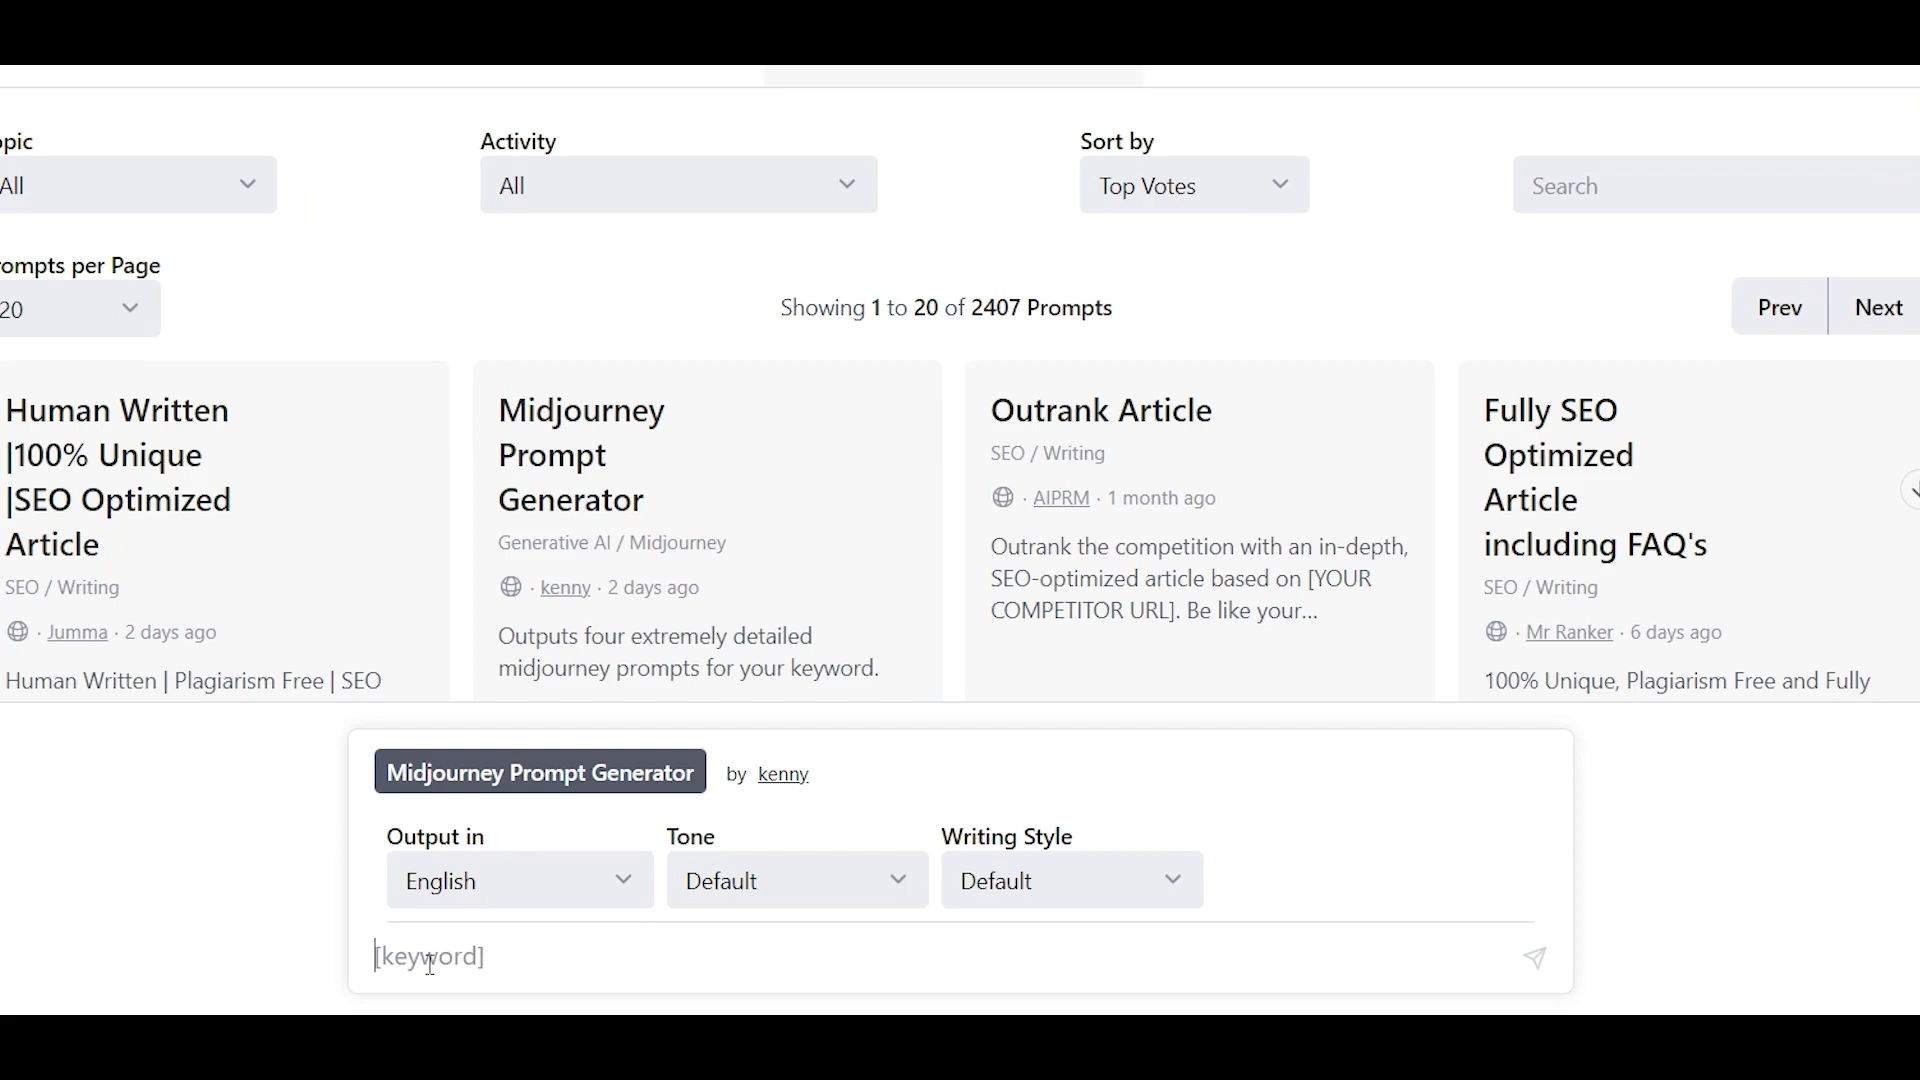 opic
Activity
Sort by
All
All
Top Votes
Search
rompts per Page
20
Showing 1 to 20 of 2407 Prompts
Prev
Next
Human Written
|100% Unique
|SEO Optimized
Article
SEO / Writing
· Jumma · 2 days ago
Human Written | Plagiarism Free | SEO
Midjourney
Prompt
Generator
Generative AI / Midjourney
· kenny · 2 days ago
Outputs four extremely detailed
midjourney prompts for your keyword.
Outrank Article
SEO / Writing
· AIPRM · 1 month ago
Outrank the competition with an in-depth,
SEO-optimized article based on [YOUR
COMPETITOR URL]. Be like your...
Fully SEO
Optimized
Article
including FAQ's
SEO / Writing
· Mr Ranker · 6 days ago
100% Unique, Plagiarism Free and Fully
Midjourney Prompt Generator by kenny
Output in
Tone
Writing Style
English
Default
Default
[keyword]